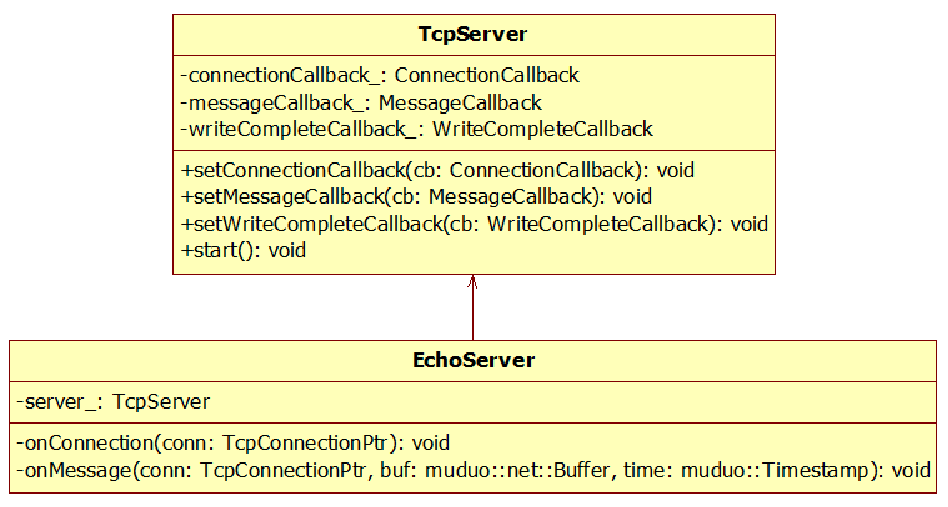 TcpServer
-connectionCallback_: ConnectionCallback
-messageCallback_: MessageCallback
-writeCompleteCallback_: WriteCompleteCallback
+setConnectionCallback(cb: ConnectionCallback): void
+setMessageCallback(cb: MessageCallback): void
+setWriteCompleteCallback(cb: WriteCompleteCallback): void
+start(): void
EchoServer
-server_: TcpServer
-onConnection(conn: TcpConnectionPtr): void
-onMessage(conn: TcpConnectionPtr, buf: muduo::net::Buffer, time: muduo::Timestamp): void